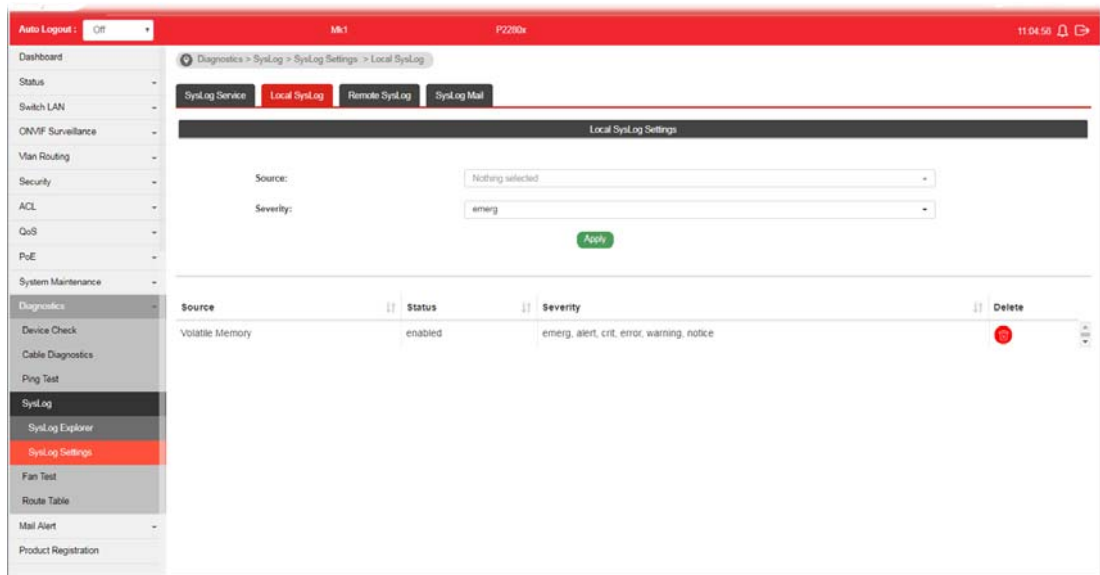 Auto Logout : Off Mk1 P2280x 11:04:50
Dashboard
Status
Switch LAN
ONVIF Surveillance
Vlan Routing
Security
ACL
QoS
PoE
System Maintenance
Diagnostics
Device Check
Cable Diagnostics
Ping Test
SysLog
SysLog Explorer
SysLog Settings
Fan Test
Route Table
Mail Alert
Product Registration
Diagnostics > SysLog > SysLog Settings > Local SysLog
SysLog Service Local SysLog Remote SysLog SysLog Mail
Local SysLog Settings
Source: Nothing selected
Severity: emerg
Apply
Source Status Severity Delete
Volatile Memory enabled emerg, alert, crit, error, warning, notice